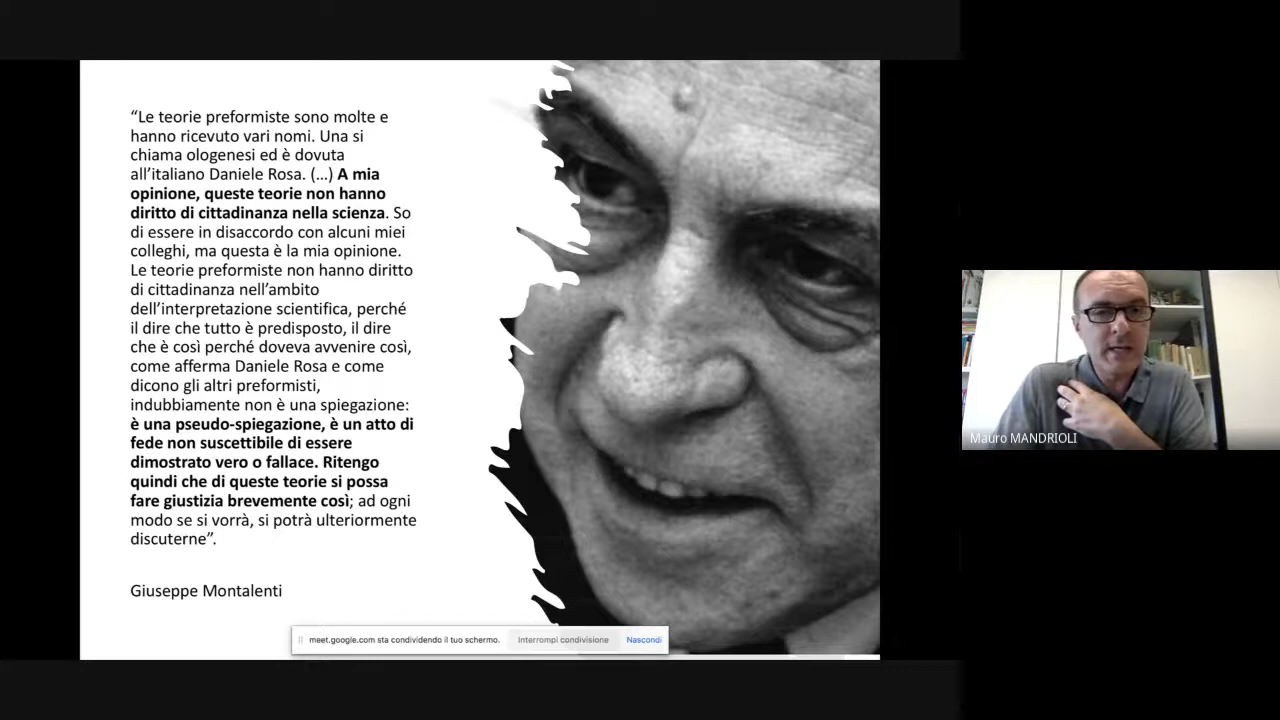 “Le teorie preformiste sono molte e
hanno ricevuto vari nomi. Una si
chiama ologenesi ed è dovuta
all’italiano Daniele Rosa. (…) A mia
opinione, queste teorie non hanno
diritto di cittadinanza nella scienza. So
di essere in disaccordo con alcuni miei
colleghi, ma questa è la mia opinione.
Le teorie preformiste non hanno diritto
di cittadinanza nell’ambito
dell’interpretazione scientifica, perché
il dire che tutto è predisposto, il dire
che è così perché doveva avvenire così,
come afferma Daniele Rosa e come
dicono gli altri preformisti,
indubbiamente non è una spiegazione:
è una pseudo-spiegazione, è un atto di
fede non suscettibile di essere
dimostrato vero o fallace. Ritengo
quindi che di queste teorie si possa
fare giustizia brevemente così; ad ogni
modo se si vorrà, si potrà ulteriormente
discuterne”.
Giuseppe Montalenti
meet.google.com sta condividendo il tuo schermo. Interrompi condivisione Nascondi
Mauro MANDRIOLI